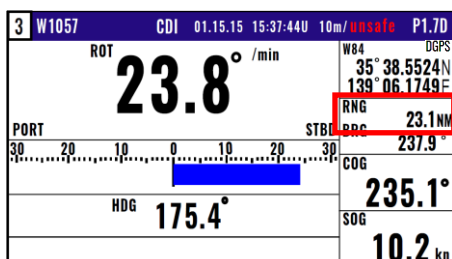 3 W1057 CDI 01.15.15 15:37:44U 10m/unsafe P1.7D
ROT 23.8° /min
PORT STBD
30 20 10 0 10 20 30
HDG 175.4°
W84 DGPS
35°38.5524N
139°06.1749E
RNG 23.1NM
BRG 237.9°
COG
235.1°
SOG
10.2 kn